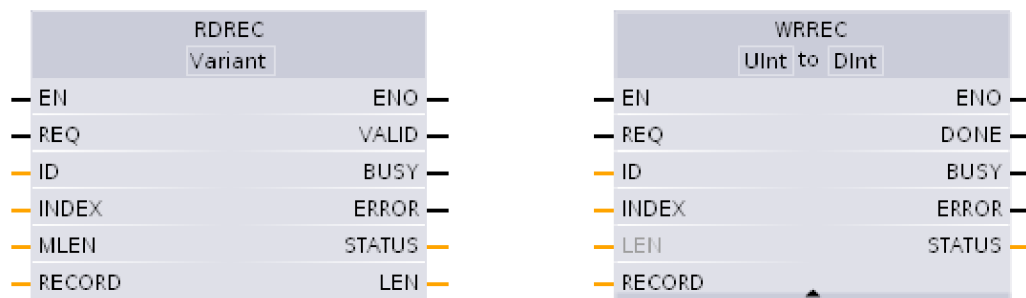 RDREC
Variant
EN ENO
REQ VALID
ID BUSY
INDEX ERROR
MLEN STATUS
RECORD LEN
WRREC
UInt to DInt
EN ENO
REQ DONE
ID BUSY
INDEX ERROR
LEN STATUS
RECORD